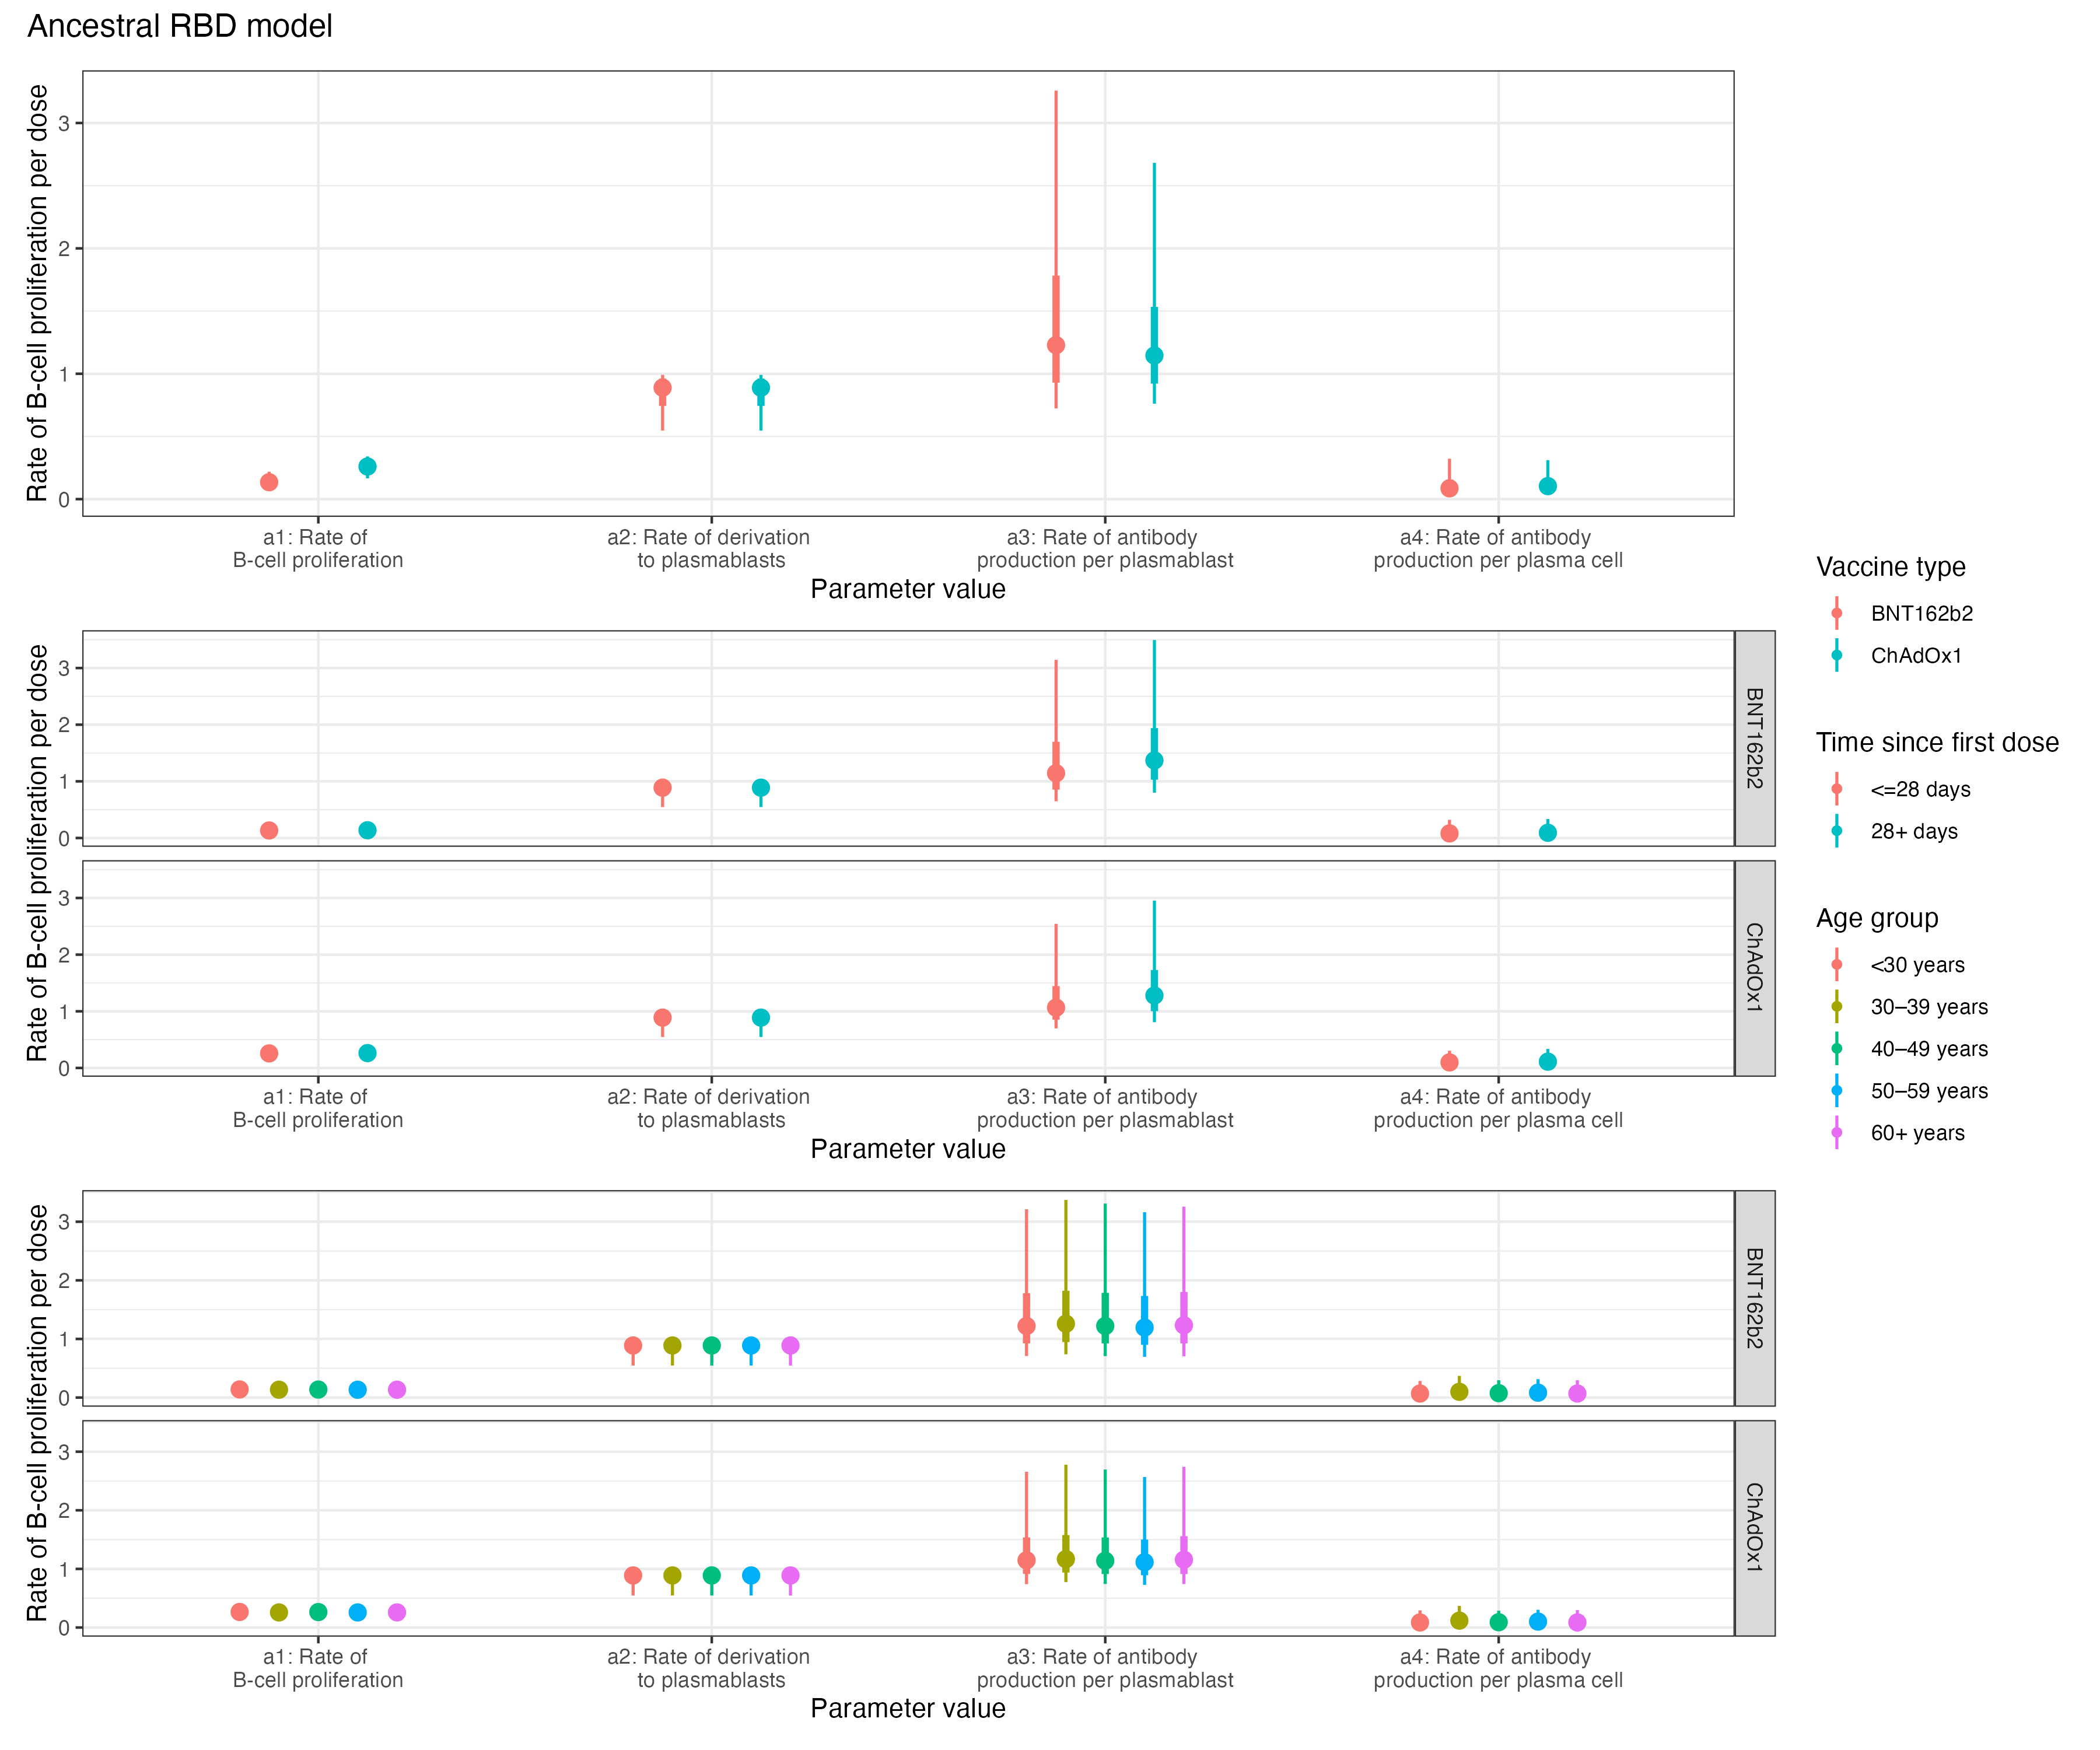 Ancestral RBD model
Rate of B-cell proliferation per dose
3
2
1
0
a1: Rate of
B-cell proliferation
a2: Rate of derivation
to plasmablasts
a3: Rate of antibody
production per plasmablast
a4: Rate of antibody
production per plasma cell
Parameter value
Rate of B-cell proliferation per dose
3
2
1
0
BNT162b2
3
2
1
0
ChAdOx1
a1: Rate of
B-cell proliferation
a2: Rate of derivation
to plasmablasts
a3: Rate of antibody
production per plasmablast
a4: Rate of antibody
production per plasma cell
Parameter value
Rate of B-cell proliferation per dose
3
2
1
0
BNT162b2
3
2
1
0
ChAdOx1
a1: Rate of
B-cell proliferation
a2: Rate of derivation
to plasmablasts
a3: Rate of antibody
production per plasmablast
a4: Rate of antibody
production per plasma cell
Parameter value
Vaccine type
BNT162b2
ChAdOx1
Time since first dose
<=28 days
28+ days
Age group
<30 years
30–39 years
40–49 years
50–59 years
60+ years